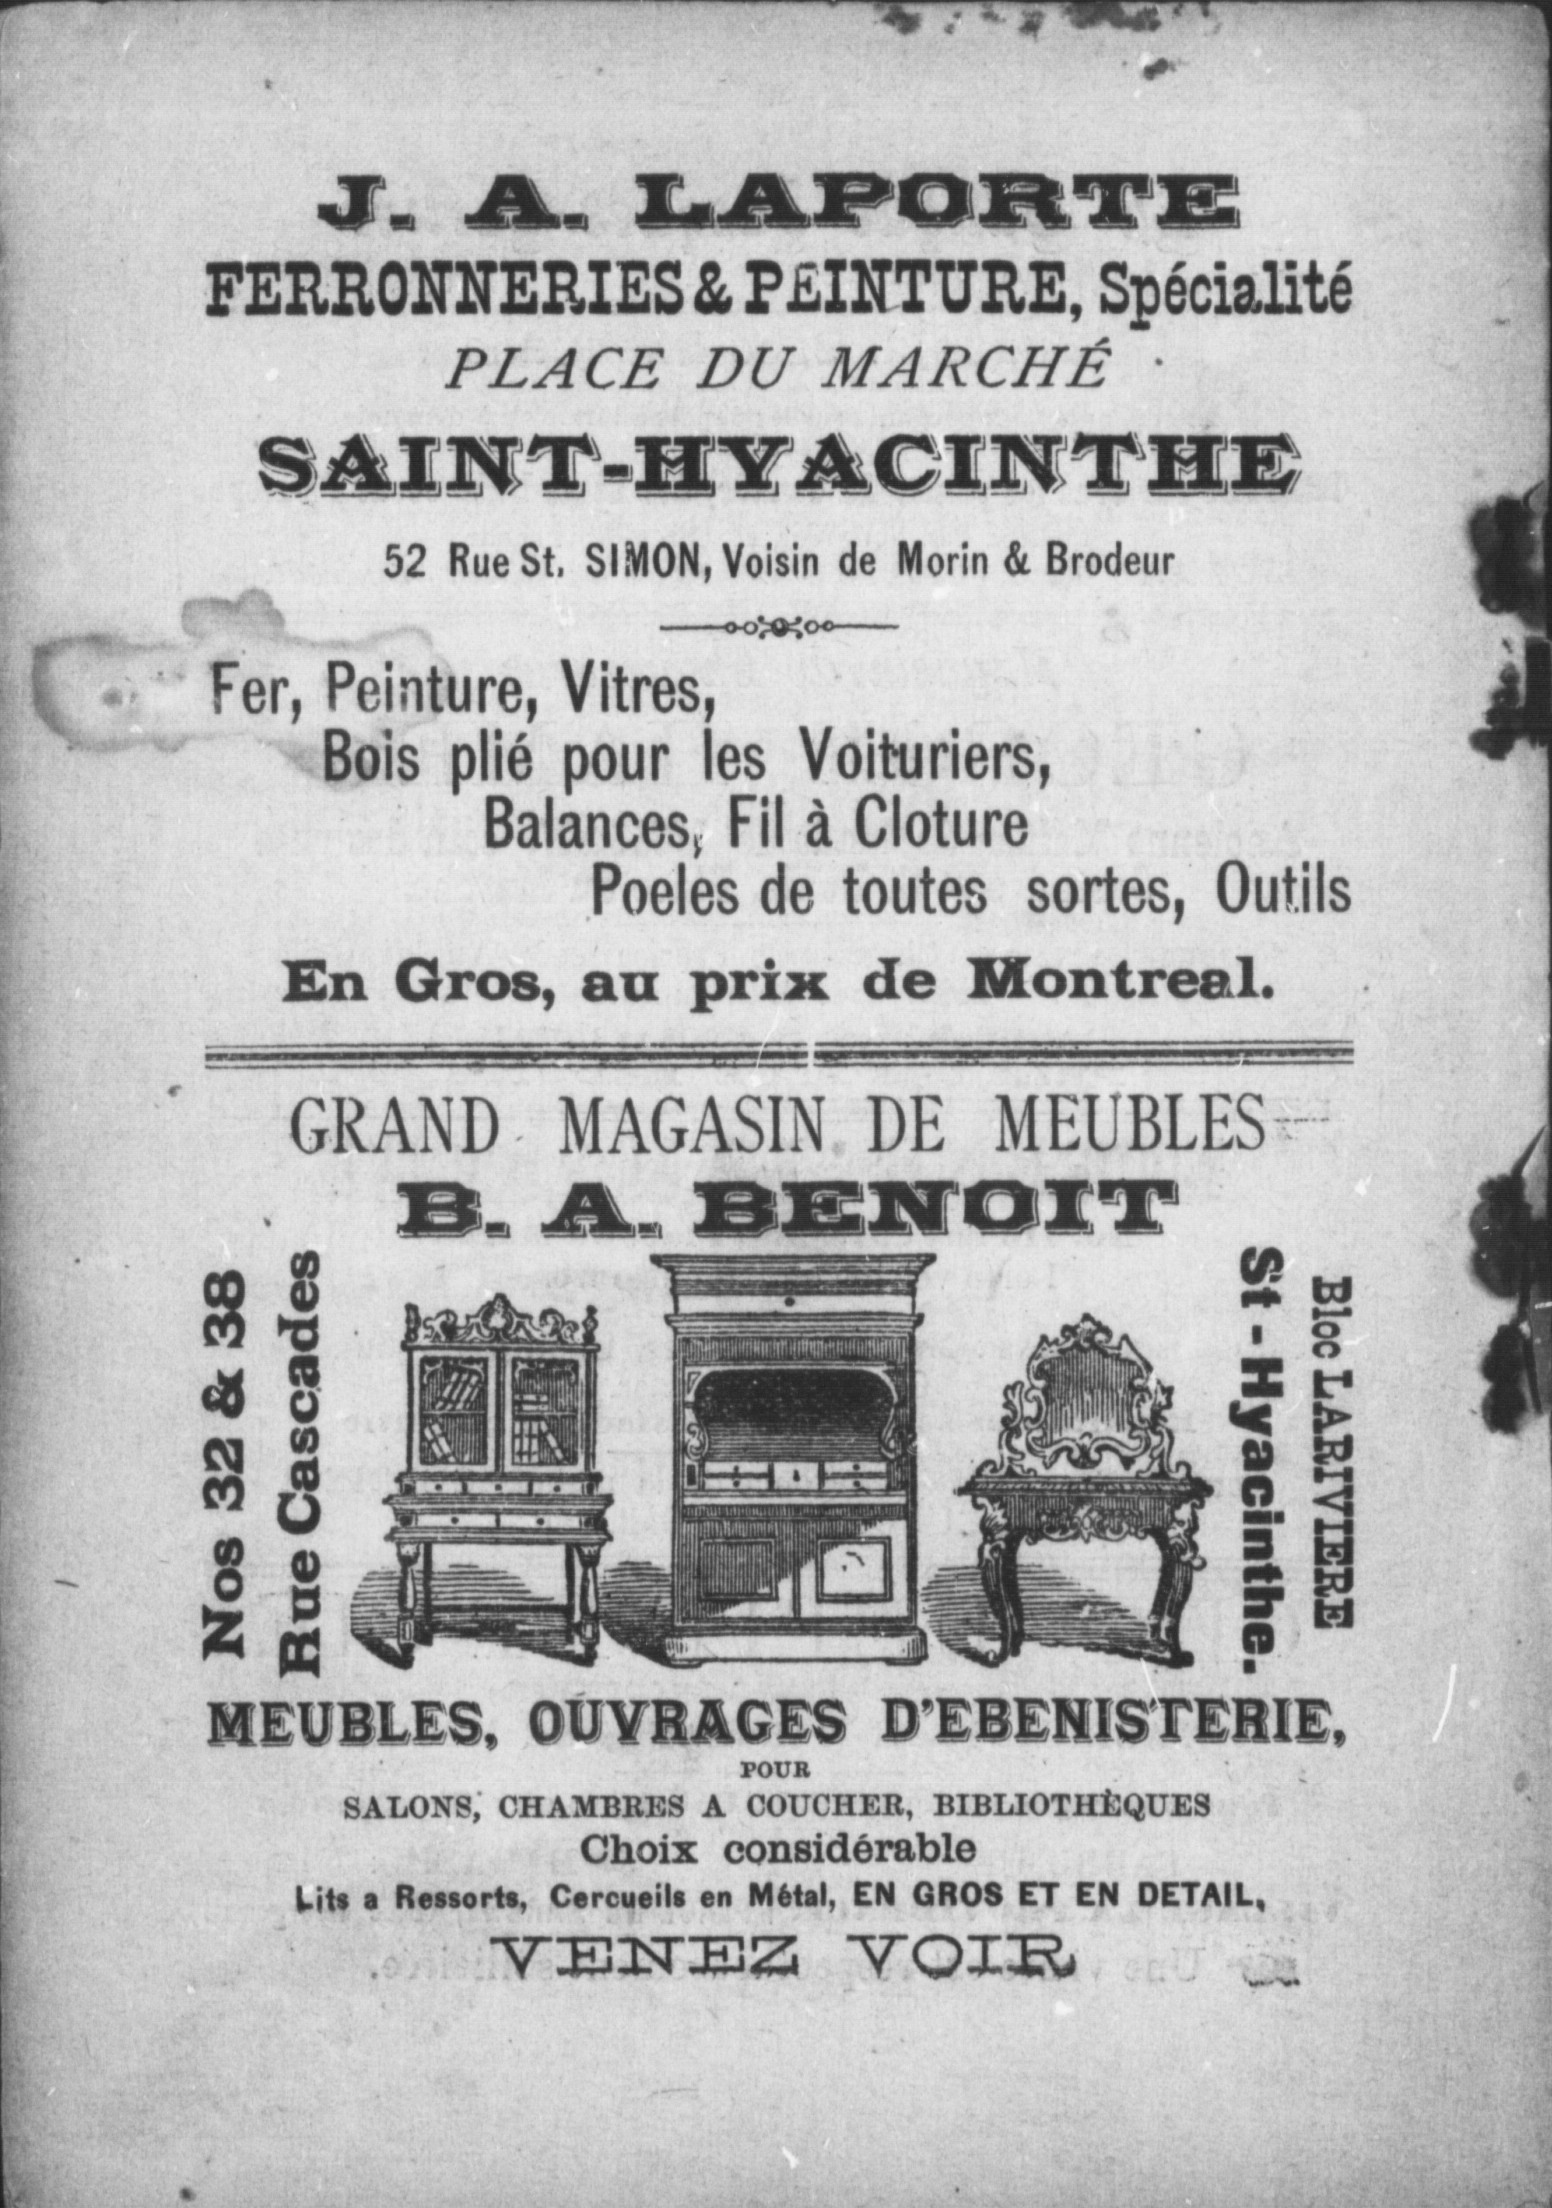 J. A. LAPORTE
FERRONNERIES & PEINTURE, Spécialité
PLACE DU MARCHÉ
SAINT-HYACINTHE
52 Rue St. SIMON, Voisin de Morin & Brodeur
Fer, Peinture, Vitres,
Bois plié pour les Voituriers,
Balances, Fil à Cloture
Poeles de toutes sortes, Outils
En Gros, au prix de Montreal.
GRAND MAGASIN DE MEUBLES
B. A. BENOIT
Nos 32 & 38
Rue Cascades
St-Hyacinthe.
Bloc LARIVIERE
MEUBLES, OUVRAGES D'EBENISTERIE,
POUR
SALONS, CHAMBRES A COUCHER, BIBLIOTHÈQUES
Choix considérable
Lits a Ressorts, Cercueils en Métal, EN GROS ET EN DETAIL,
VENEZ VOIR